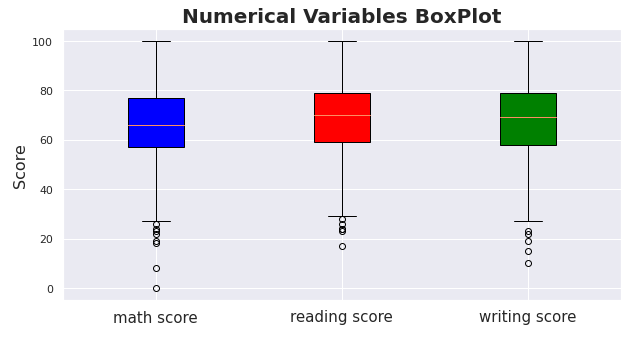 Numerical Variables BoxPlot
Score
100
80
60
40
20
0
math score
reading score
writing score